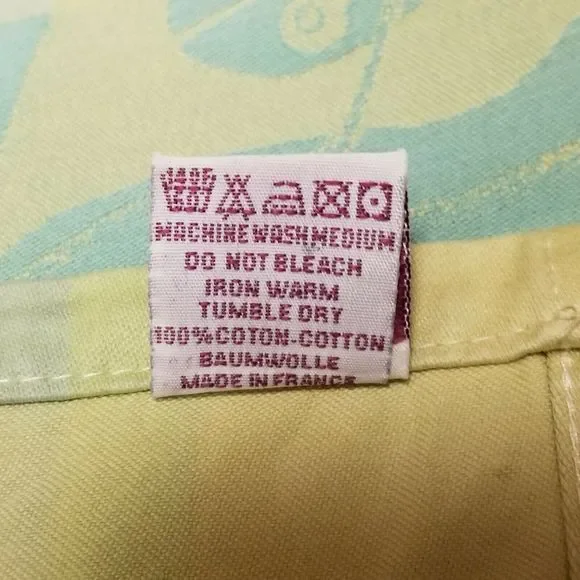 MACHINE WASH MEDIUM
DO NOT BLEACH
IRON WARM
TUMBLE DRY
100%COTON-COTTON
BAUMWOLLE
MADE IN FRANCE